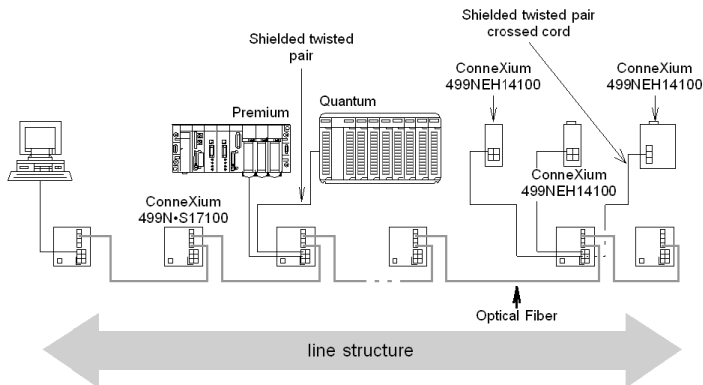 Shielded twisted pair
crossed cord
Shielded twisted
pair
ConneXium
499NEH14100
ConneXium
499NEH14100
Premium
Quantum
ConneXium
499NEH14100
ConneXium
499N•S17100
Optical Fiber
line structure